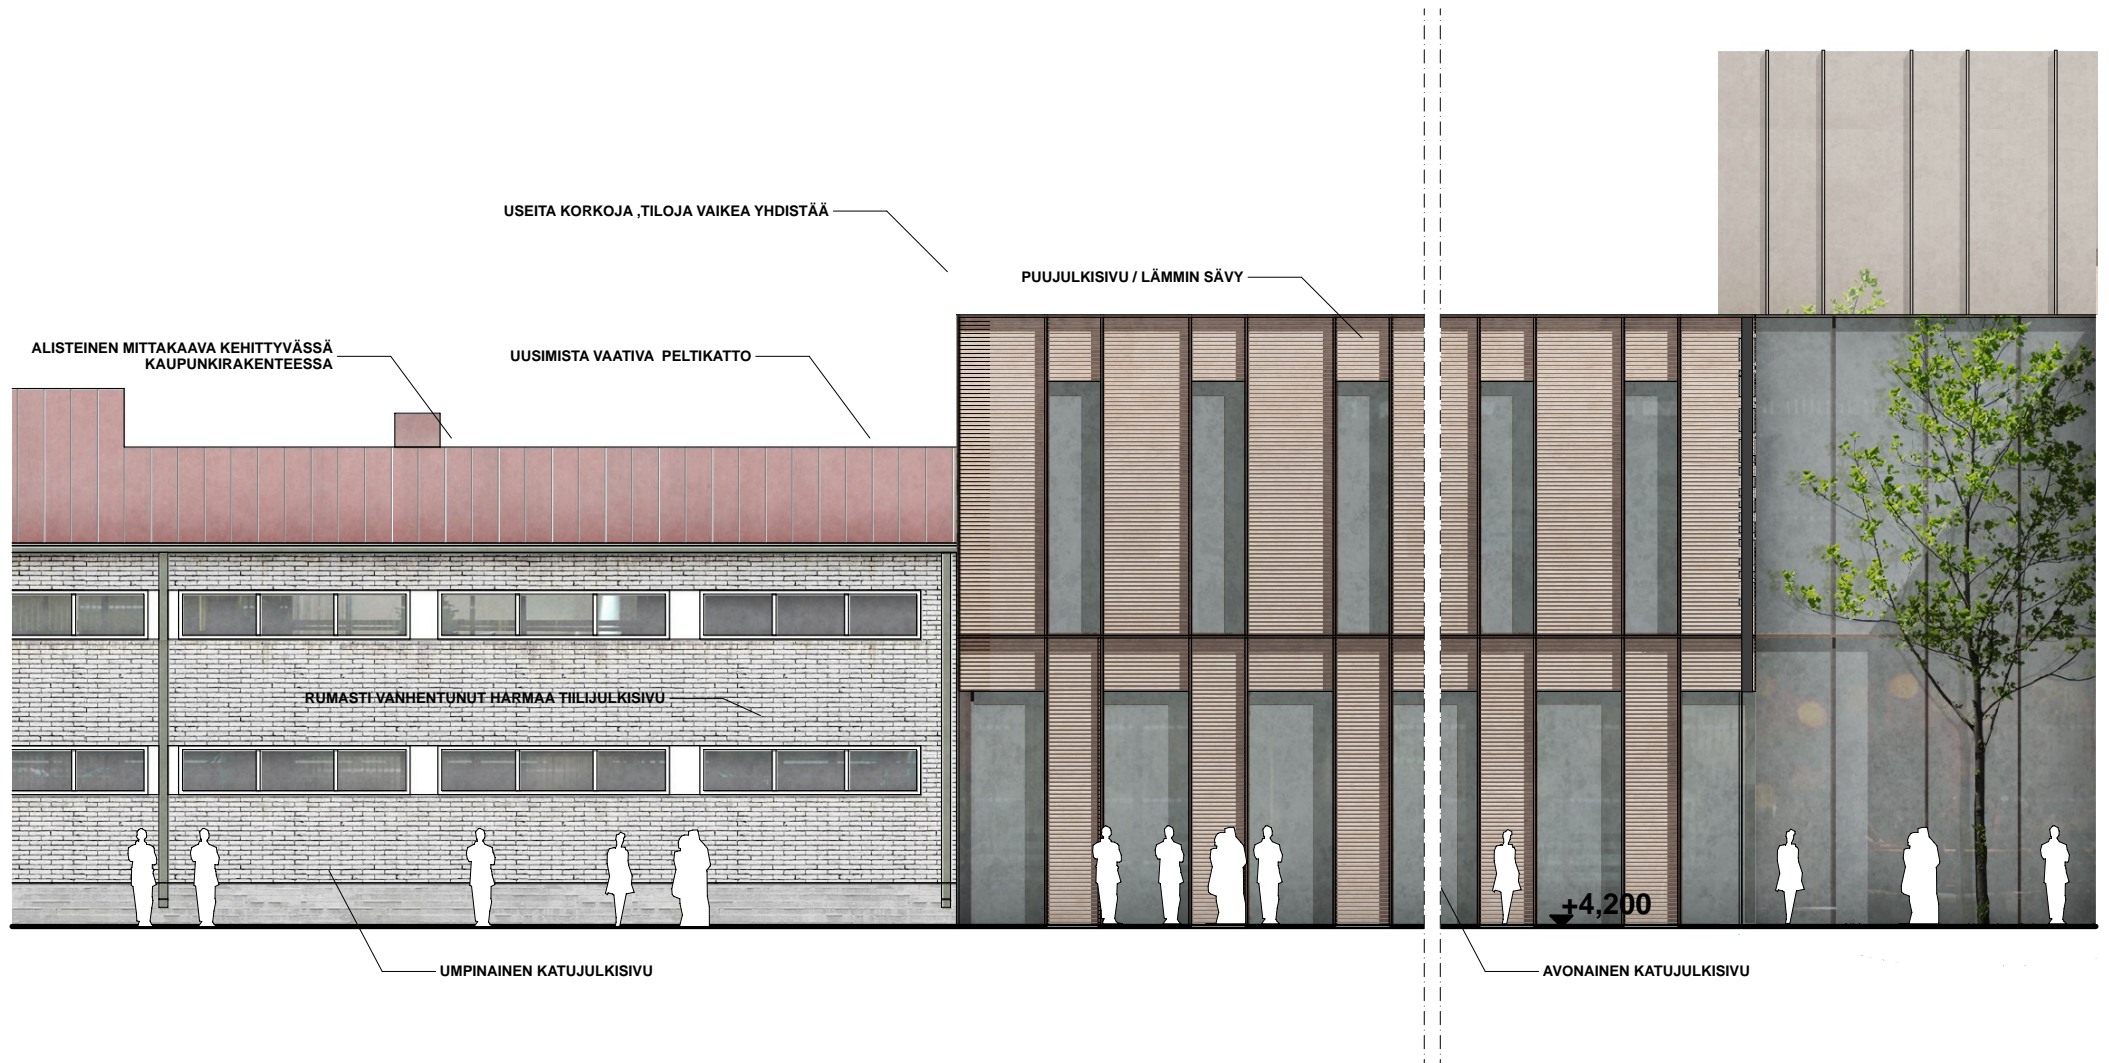 USEITA KORKOJA ,TILOJA VAIKEA YHDISTÄÄ
PUUJULKISIVU / LÄMMIN SÄVY
ALISTEINEN MITTAKAAVA KEHITTYVÄSSÄ
KAUPUNKIRAKENTEESSA
UUSIMISTA VAATIVA PELTIKATTO
RUMASTI VANHENTUNUT HARMAA TIILIJULKISIVU
+4,200
UMPINAINEN KATUJULKISIVU
AVONAINEN KATUJULKISIVU